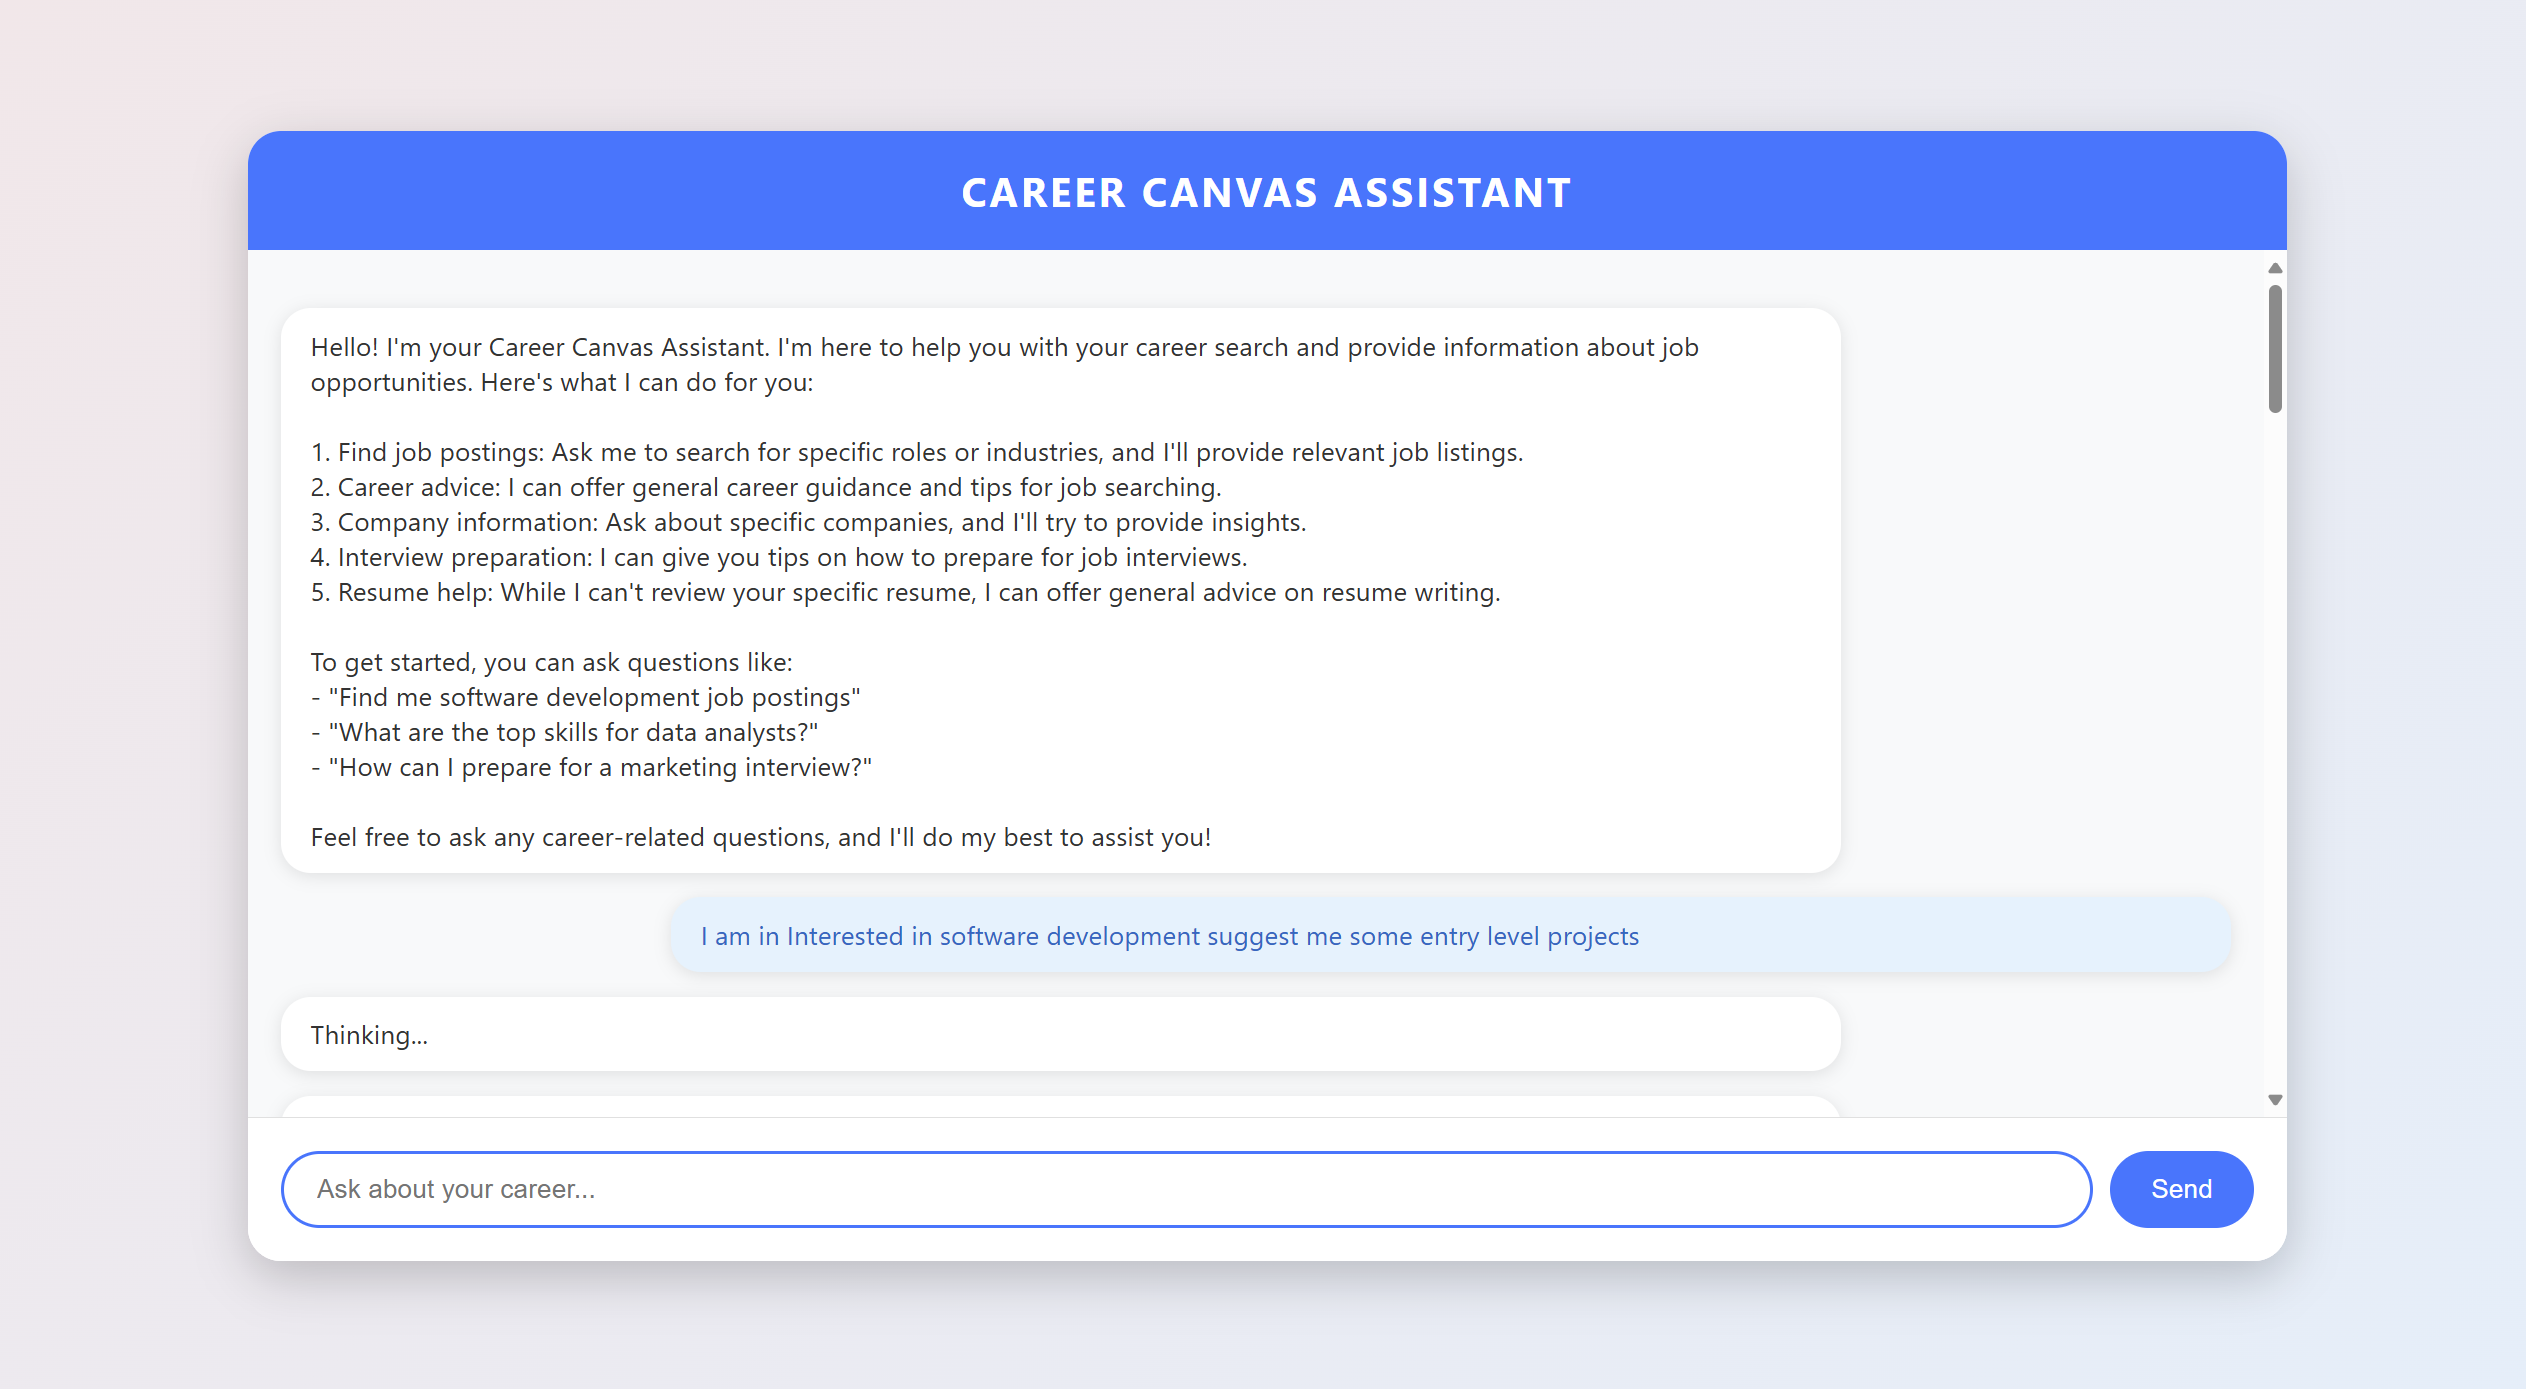 CAREER CANVAS ASSISTANT
Hello! I'm your Career Canvas Assistant. I'm here to help you with your career search and provide information about job
opportunities. Here's what I can do for you:
1. Find job postings: Ask me to search for specific roles or industries, and I'll provide relevant job listings.
2. Career advice: I can offer general career guidance and tips for job searching.
3. Company information: Ask about specific companies, and I'll try to provide insights.
4. Interview preparation: I can give you tips on how to prepare for job interviews.
5. Resume help: While I can't review your specific resume, I can offer general advice on resume writing.
To get started, you can ask questions like:
- "Find me software development job postings"
- "What are the top skills for data analysts?"
- "How can I prepare for a marketing interview?"
Feel free to ask any career-related questions, and I'll do my best to assist you!
I am in Interested in software development suggest me some entry level projects
Thinking...
Ask about your career...
Send